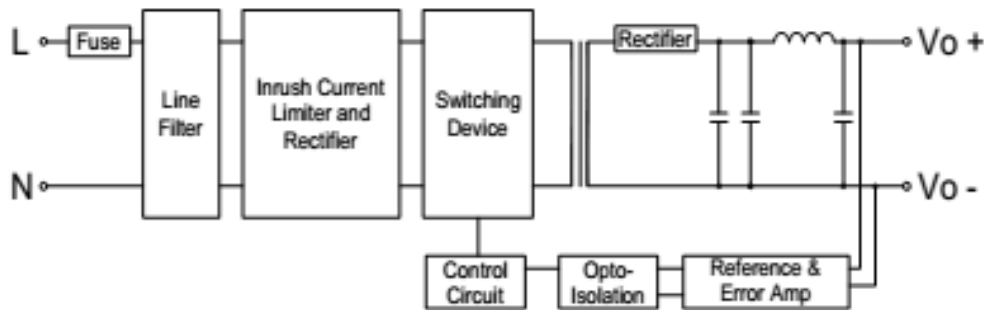 L
Fuse
Line
Filter
Inrush Current
Limiter and
Rectifier
Switching
Device
Rectifier
Vo +
N
Vo -
Control
Circuit
Opto-
Isolation
Reference &
Error Amp